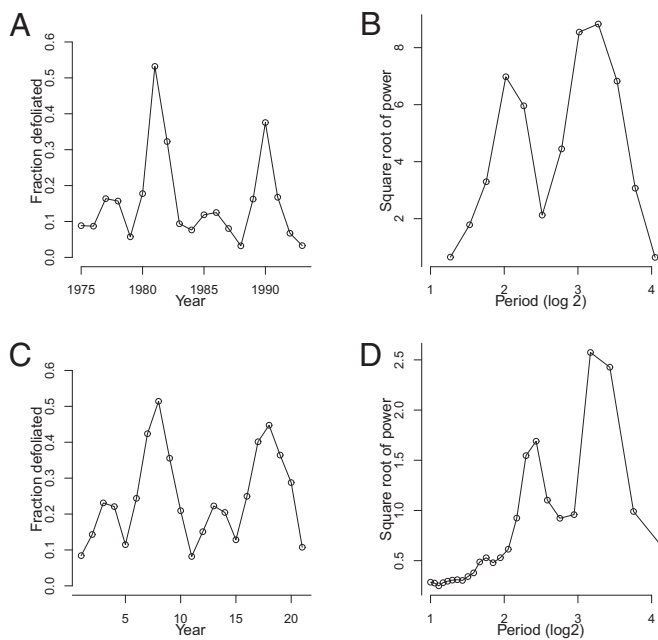 A
Fraction defoliated
0.0 0.1 0.2 0.3 0.4 0.5 0.6
1975 1980 1985 1990
Year
B
Square root of power
2 4 6 8
1 2 3 4
Period (log 2)
C
Fraction defoliated
0.0 0.1 0.2 0.3 0.4 0.5 0.6
5 10 15 20
Year
D
Square root of power
0.5 1.0 1.5 2.0 2.5
1 2 3 4
Period (log2)